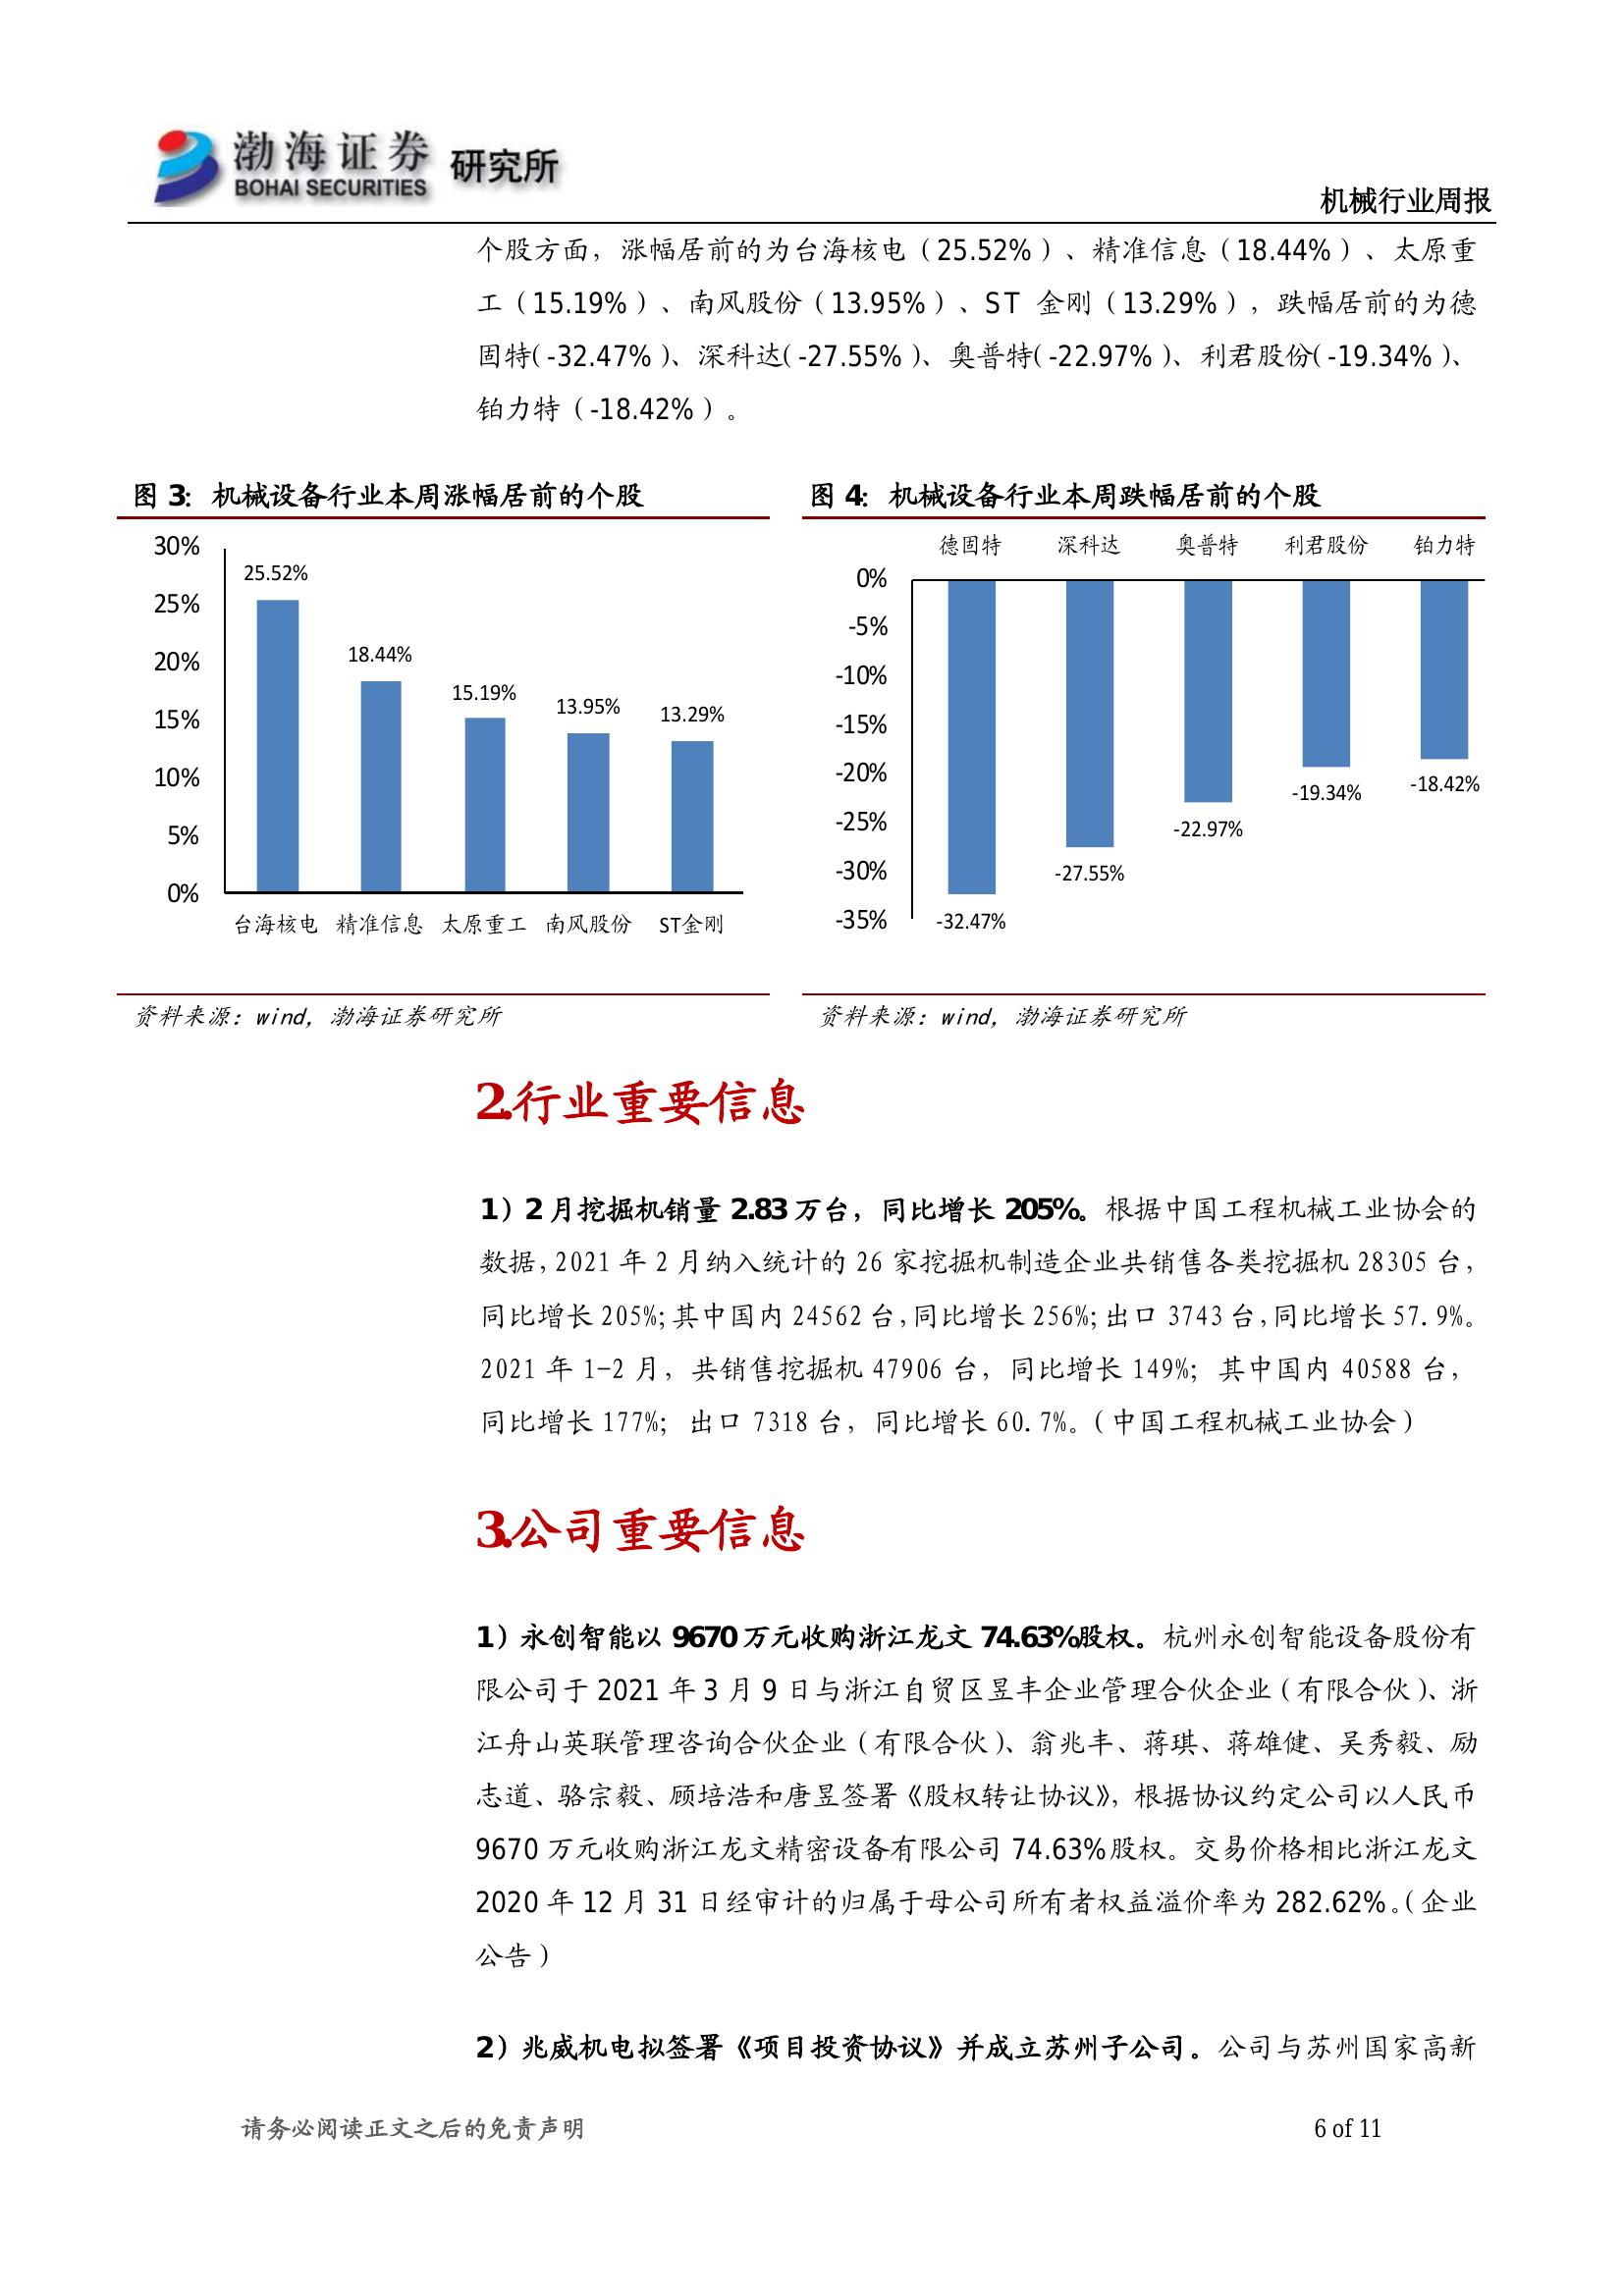 渤海证券 研究所
BOHAI SECURITIES
机械行业周报
个股方面，涨幅居前的为台海核电（25.52%）、精准信息（18.44%）、太原重
工（15.19%）、南风股份（13.95%）、ST 金刚（13.29%），跌幅居前的为德
固特(-32.47%)、深科达(-27.55%)、奥普特(-22.97%)、利君股份(-19.34%)、
铂力特（-18.42%）。
图 3：机械设备行业本周涨幅居前的个股
30%
25%
20%
15%
10%
5%
0%
25.52%
18.44%
15.19%
13.95%
13.29%
台海核电 精准信息 太原重工 南风股份 ST金刚
资料来源：wind，渤海证券研究所
图 4：机械设备行业本周跌幅居前的个股
德固特 深科达 奥普特 利君股份 铂力特
0%
-5%
-10%
-15%
-20%
-25%
-30%
-35%
-32.47%
-27.55%
-22.97%
-19.34%
-18.42%
资料来源：wind，渤海证券研究所
2.行业重要信息
1）2 月挖掘机销量 2.83 万台，同比增长 205%。根据中国工程机械工业协会的
数据，2021 年 2 月纳入统计的 26 家挖掘机制造企业共销售各类挖掘机 28305 台，
同比增长 205%；其中国内 24562 台，同比增长 256%；出口 3743 台，同比增长 57.9%。
2021 年 1-2 月，共销售挖掘机 47906 台，同比增长 149%；其中国内 40588 台，
同比增长 177%；出口 7318 台，同比增长 60.7%。（中国工程机械工业协会）
3.公司重要信息
1）永创智能以 9670 万元收购浙江龙文 74.63%股权。杭州永创智能设备股份有
限公司于 2021 年 3 月 9 日与浙江自贸区昱丰企业管理合伙企业（有限合伙）、浙
江舟山英联管理咨询合伙企业（有限合伙）、翁兆丰、蒋琪、蒋雄健、吴秀毅、励
志道、骆宗毅、顾培浩和唐昱签署《股权转让协议》，根据协议约定公司以人民币
9670 万元收购浙江龙文精密设备有限公司 74.63%股权。交易价格相比浙江龙文
2020 年 12 月 31 日经审计的归属于母公司所有者权益溢价率为 282.62%。（企业
公告）
2）兆威机电拟签署《项目投资协议》并成立苏州子公司。公司与苏州国家高新
请务必阅读正文之后的免责声明
6 of 11